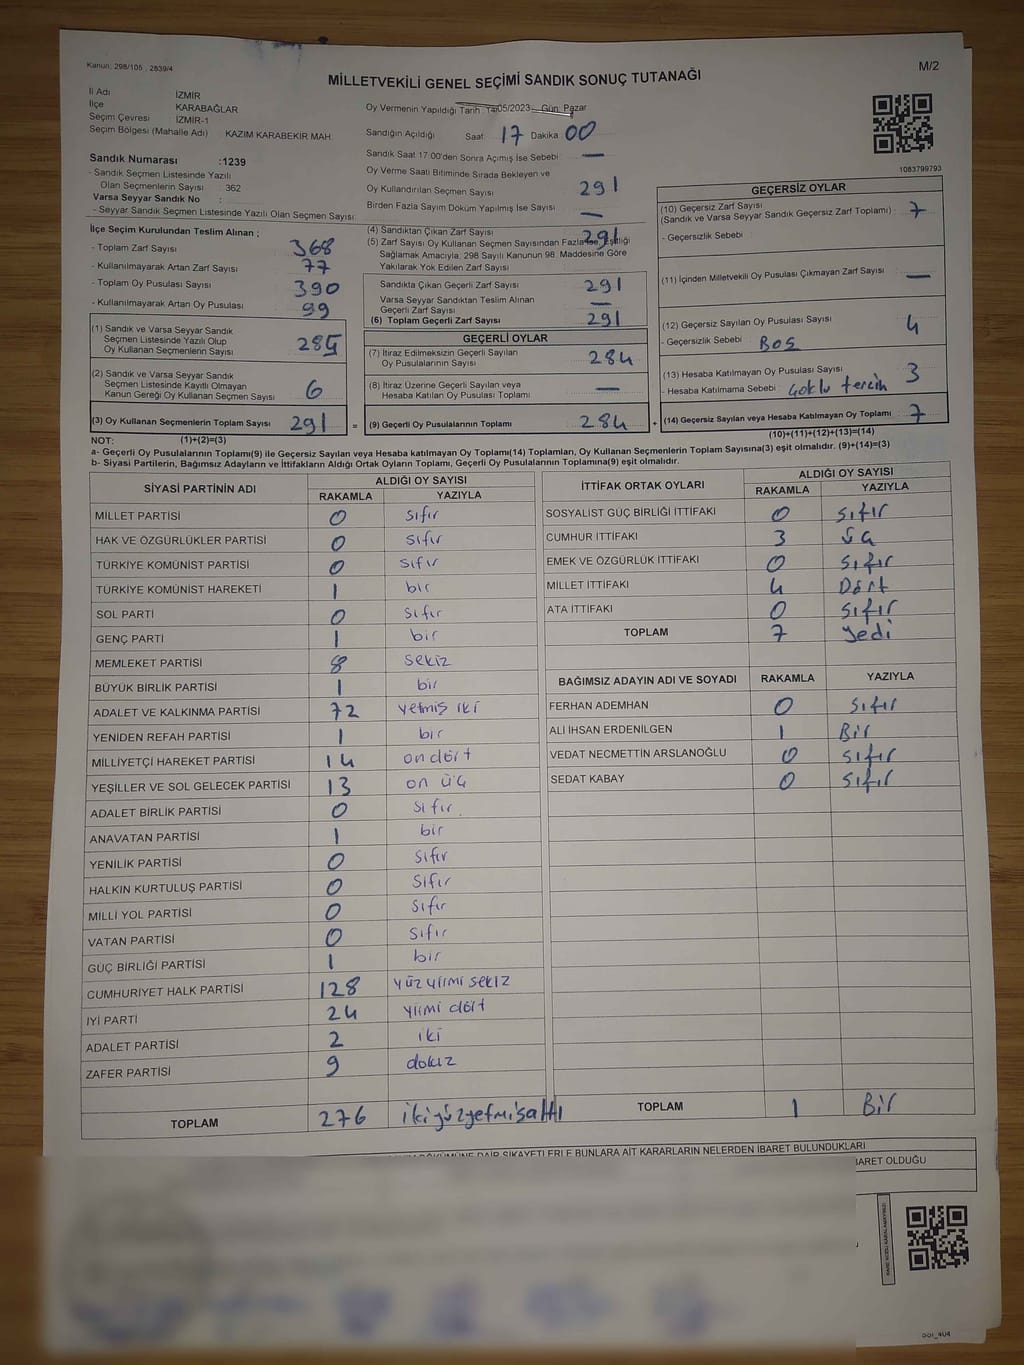 Kanun: 298/105 , 2839/4
M/2
MİLLETVEKİLİ GENEL SEÇİMİ SANDIK SONUÇ TUTANAĞI
İl Adı İZMİR
İlçe KARABAĞLAR
Seçim Çevresi İZMİR-1
Seçim Bölgesi (Mahalle Adı) KAZIM KARABEKİR MAH.
Oy Vermenin Yapıldığı Tarih 14/05/2023 Gün: Pazar
Sandığın Açıldığı Saat 17 Dakika 00
Sandık Saat 17:00'den Sonra Açılmış İse Sebebi —
Oy Verme Saati Bitiminde Sırada Bekleyen ve
Oy Kullandırılan Seçmen Sayısı 291
Birden Fazla Sayım Döküm Yapılmış İse Sayısı —
1083799793
Sandık Numarası :1239
- Sandık Seçmen Listesinde Yazılı
Olan Seçmenlerin Sayısı 362
Varsa Seyyar Sandık No :
- Seyyar Sandık Seçmen Listesinde Yazılı Olan Seçmen Sayısı:
İlçe Seçim Kurulundan Teslim Alınan ;
- Toplam Zarf Sayısı 368
- Kullanılmayarak Artan Zarf Sayısı 77
- Toplam Oy Pusulası Sayısı 390
- Kullanılmayarak Artan Oy Pusulası 99
(1) Sandık ve Varsa Seyyar Sandık
Seçmen Listesinde Yazılı Olup
Oy Kullanan Seçmenlerin Sayısı 285
(2) Sandık ve Varsa Seyyar Sandık
Seçmen Listesinde Kayıtlı Olmayan
Kanun Gereği Oy Kullanan Seçmen Sayısı 6
(3) Oy Kullanan Seçmenlerin Toplam Sayısı 291
(4) Sandıktan Çıkan Zarf Sayısı 291
(5) Zarf Sayısı Oy Kullanan Seçmen Sayısından Fazla İse, Eşitliği
Sağlamak Amacıyla, 298 Sayılı Kanunun 98. Maddesine Göre
Yakılarak Yok Edilen Zarf Sayısı
Sandıkta Çıkan Geçerli Zarf Sayısı 291
Varsa Seyyar Sandıktan Teslim Alınan
Geçerli Zarf Sayısı —
(6) Toplam Geçerli Zarf Sayısı 291
GEÇERLİ OYLAR
(7) İtiraz Edilmeksizin Geçerli Sayılan
Oy Pusulalarının Sayısı 284
(8) İtiraz Üzerine Geçerli Sayılan veya
Hesaba Katılan Oy Pusulası Toplamı —
= (9) Geçerli Oy Pusulalarının Toplamı 284
GEÇERSİZ OYLAR
(10) Geçersiz Zarf Sayısı
(Sandık ve Varsa Seyyar Sandık Geçersiz Zarf Toplamı) : 7
- Geçersizlik Sebebi
(11) İçinden Milletvekili Oy Pusulası Çıkmayan Zarf Sayısı —
(12) Geçersiz Sayılan Oy Pusulası Sayısı 4
- Geçersizlik Sebebi : Boş
(13) Hesaba Katılmayan Oy Pusulası Sayısı 3
- Hesaba Katılmama Sebebi : Çoklu tercih
+ (14) Geçersiz Sayılan veya Hesaba Katılmayan Oy Toplamı 7
NOT: (1)+(2)=(3)
(10)+(11)+(12)+(13)=(14)
a- Geçerli Oy Pusulalarının Toplamı(9) ile Geçersiz Sayılan veya Hesaba katılmayan Oy Toplamı(14) Toplamları, Oy Kullanan Seçmenlerin Toplam Sayısına(3) eşit olmalıdır. (9)+(14)=(3)
b- Siyasi Partilerin, Bağımsız Adayların ve İttifakların Aldığı Ortak Oyların Toplamı, Geçerli Oy Pusulalarının Toplamına(9) eşit olmalıdır.
SİYASİ PARTİNİN ADI ALDIĞI OY SAYISI
RAKAMLA YAZIYLA
MİLLET PARTİSİ 0 sıfır
HAK VE ÖZGÜRLÜKLER PARTİSİ 0 sıfır
TÜRKİYE KOMÜNİST PARTİSİ 0 sıfır
TÜRKİYE KOMÜNİST HAREKETİ 1 bir
SOL PARTİ 0 sıfır
GENÇ PARTİ 1 bir
MEMLEKET PARTİSİ 8 sekiz
BÜYÜK BİRLİK PARTİSİ 1 bir
ADALET VE KALKINMA PARTİSİ 72 yetmiş iki
YENİDEN REFAH PARTİSİ 1 bir
MİLLİYETÇİ HAREKET PARTİSİ 14 on dört
YEŞİLLER VE SOL GELECEK PARTİSİ 13 on üç
ADALET BİRLİK PARTİSİ 0 sıfır
ANAVATAN PARTİSİ 1 bir
YENİLİK PARTİSİ 0 sıfır
HALKIN KURTULUŞ PARTİSİ 0 sıfır
MİLLİ YOL PARTİSİ 0 sıfır
VATAN PARTİSİ 0 sıfır
GÜÇ BİRLİĞİ PARTİSİ 1 bir
CUMHURİYET HALK PARTİSİ 128 yüz yirmi sekiz
İYİ PARTİ 24 yirmi dört
ADALET PARTİSİ 2 iki
ZAFER PARTİSİ 9 dokuz
TOPLAM 276 ikiyüzyetmişaltı
İTTİFAK ORTAK OYLARI ALDIĞI OY SAYISI
RAKAMLA YAZIYLA
SOSYALİST GÜÇ BİRLİĞİ İTTİFAKI 0 sıfır
CUMHUR İTTİFAKI 3 üç
EMEK VE ÖZGÜRLÜK İTTİFAKI 0 sıfır
MİLLET İTTİFAKI 4 Dört
ATA İTTİFAKI 0 sıfır
TOPLAM 7 yedi
BAĞIMSIZ ADAYIN ADI VE SOYADI RAKAMLA YAZIYLA
FERHAN ADEMHAN 0 sıfır
ALİ İHSAN ERDENİLGEN 1 Bir
VEDAT NECMETTİN ARSLANOĞLU 0 sıfır
SEDAT KABAY 0 sıfır
TOPLAM 1 Bir
DÖKÜMÜNE DAİR ŞİKAYETLERLE BUNLARA AİT KARARLARIN NELERDEN İBARET BULUNDUKLARI
BARET OLDUĞU
KARE KODU KARALAMAYINIZ!
001_404